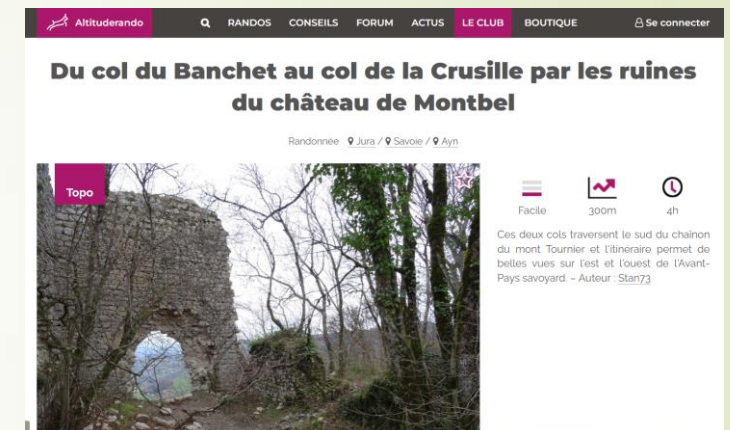 Altituderando RANDOS CONSEILS FORUM ACTUS LE CLUB BOUTIQUE Se connecter
Du col du Banchet au col de la Crusille par les ruines
du château de Montbel
Randonnée Jura / Savoie / Ayn
Topo
Facile 300m 4h
Ces deux cols traversent le sud du chaînon
du mont Tournier et l'itinéraire permet de
belles vues sur l'est et l'ouest de l'Avant-
Pays savoyard. – Auteur : Stan73